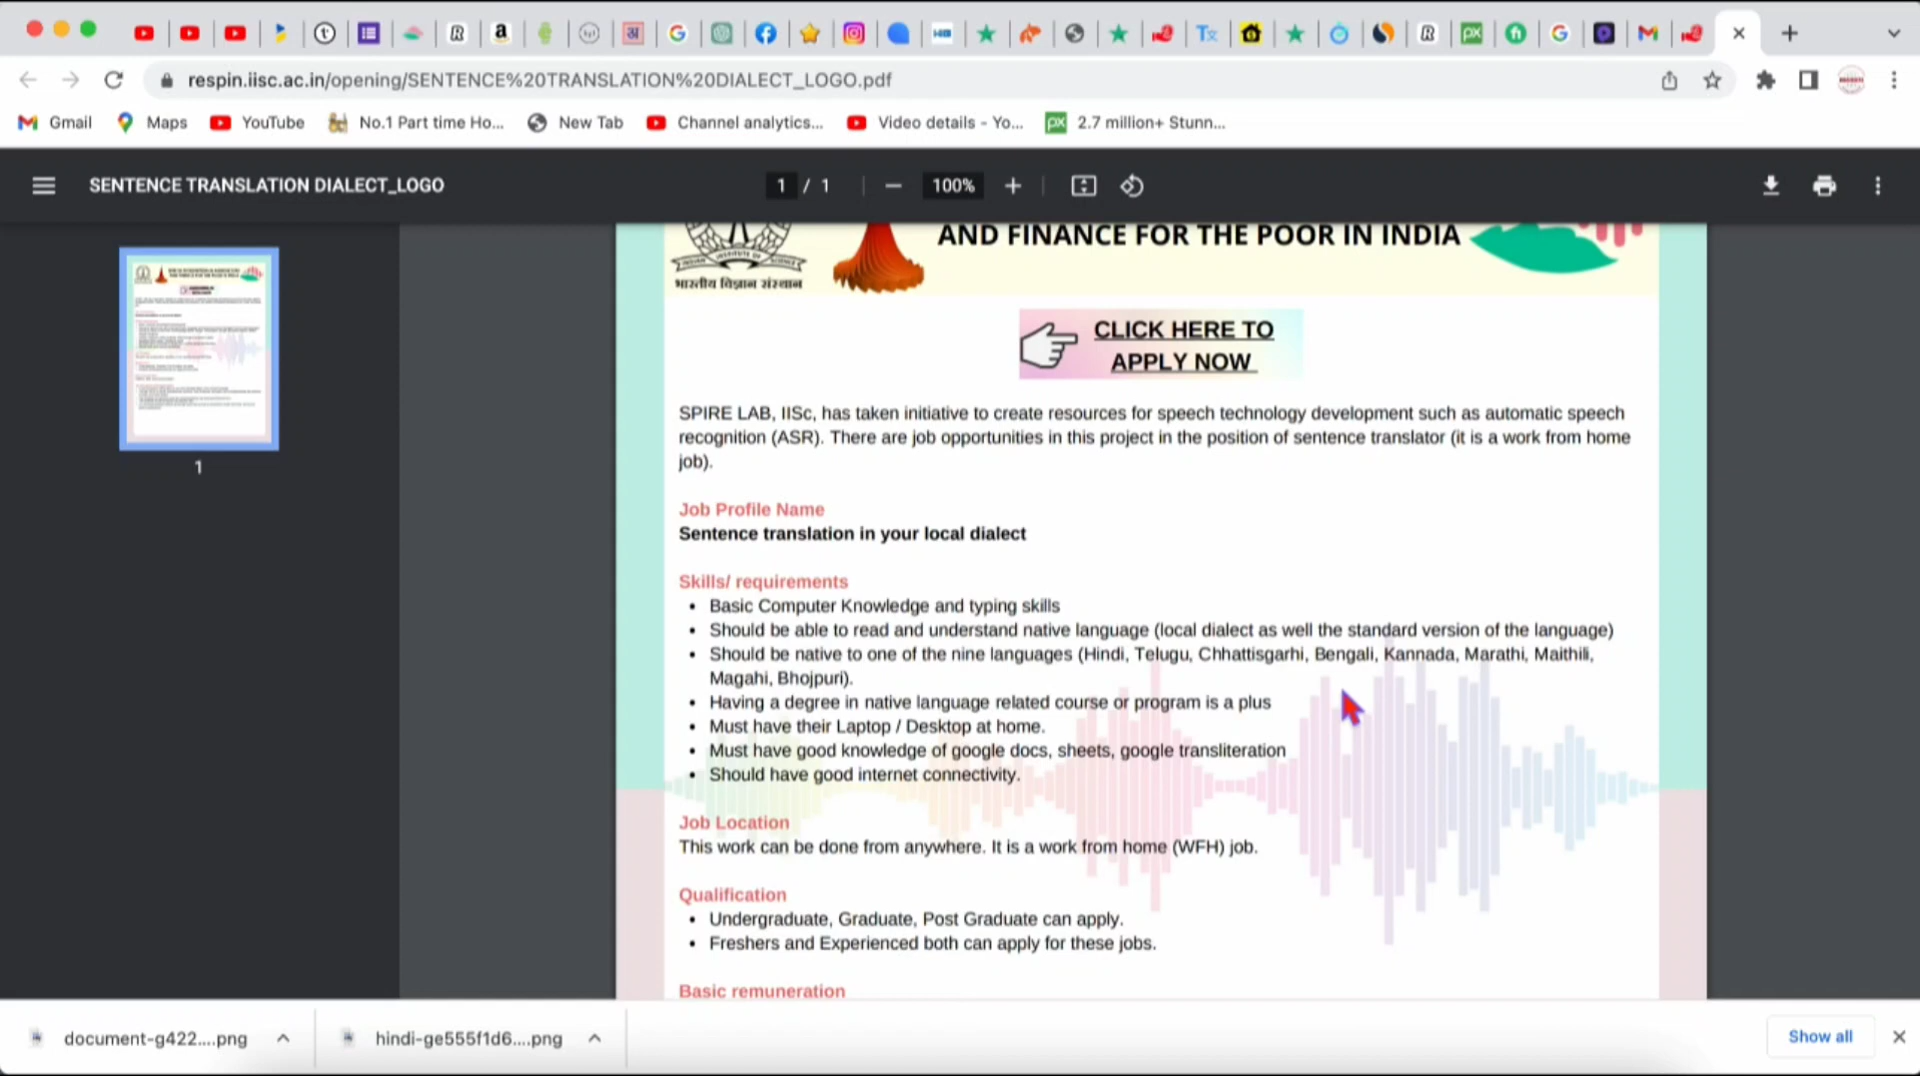 respin.iisc.ac.in/opening/SENTENCE%20TRANSLATION%20DIALECT_LOGO.pdf
Gmail Maps YouTube No.1 Part time Ho... New Tab Channel analytics... Video details - Yo... 2.7 million+ Stunn...
SENTENCE TRANSLATION DIALECT_LOGO 1 / 1 100%
AND FINANCE FOR THE POOR IN INDIA
भारतीय विज्ञान संस्थान
CLICK HERE TO
APPLY NOW
SPIRE LAB, IISc, has taken initiative to create resources for speech technology development such as automatic speech
recognition (ASR). There are job opportunities in this project in the position of sentence translator (it is a work from home
job).
Job Profile Name
Sentence translation in your local dialect
Skills/ requirements
• Basic Computer Knowledge and typing skills
• Should be able to read and understand native language (local dialect as well the standard version of the language)
• Should be native to one of the nine languages (Hindi, Telugu, Chhattisgarhi, Bengali, Kannada, Marathi, Maithili,
Magahi, Bhojpuri).
• Having a degree in native language related course or program is a plus
• Must have their Laptop / Desktop at home.
• Must have good knowledge of google docs, sheets, google transliteration
• Should have good internet connectivity.
Job Location
This work can be done from anywhere. It is a work from home (WFH) job.
Qualification
• Undergraduate, Graduate, Post Graduate can apply.
• Freshers and Experienced both can apply for these jobs.
Basic remuneration
1
document-g422....png hindi-ge555f1d6....png Show all